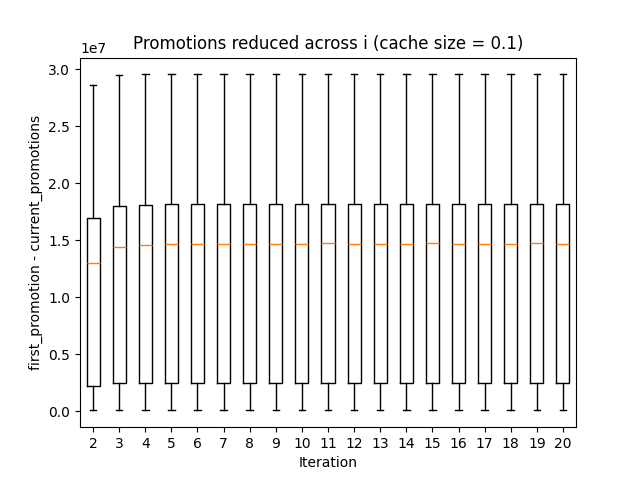 Promotions reduced across i (cache size = 0.1)
1e7
3.0
2.5
2.0
1.5
1.0
0.5
0.0
first_promotion - current_promotions
2 3 4 5 6 7 8 9 10 11 12 13 14 15 16 17 18 19 20
Iteration